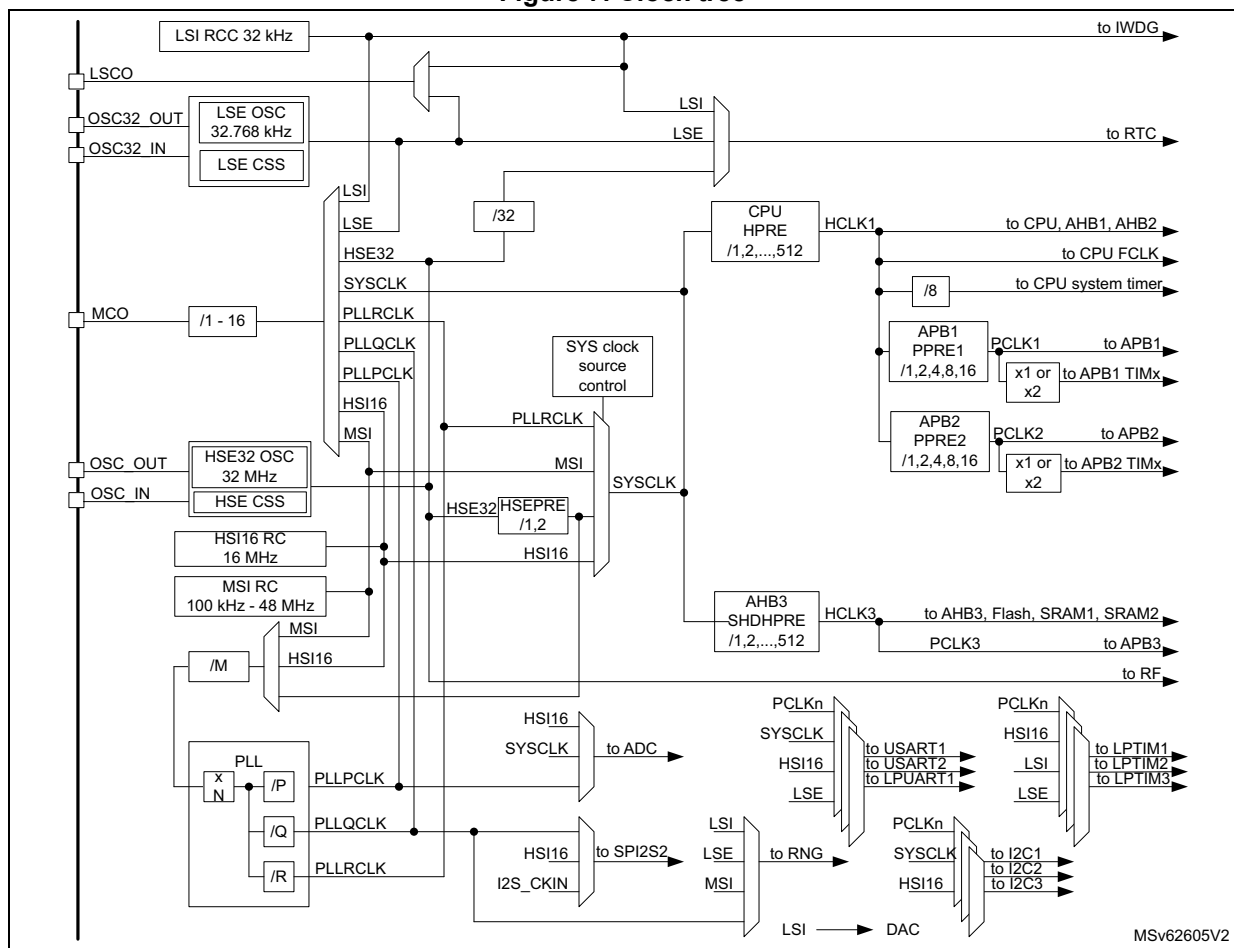 LSI RCC 32 kHz
to IWDG
LSCO
OSC32_OUT
LSE OSC
32.768 kHz
LSI
LSE
to RTC
OSC32_IN
LSE CSS
LSI
LSE
/32
HSE32
SYSCLK
CPU
HPRE
/1,2,...,512
HCLK1
to CPU, AHB1, AHB2
to CPU FCLK
/8
to CPU system timer
MCO
/1 - 16
PLLRCLK
PLLQCLK
PLLPCLK
HSI16
MSI
SYS clock
source
control
APB1
PPRE1
/1,2,4,8,16
PCLK1
to APB1
x1 or
x2
to APB1 TIMx
APB2
PPRE2
/1,2,4,8,16
PCLK2
to APB2
x1 or
x2
to APB2 TIMx
PLLRCLK
MSI
SYSCLK
OSC_OUT
HSE32 OSC
32 MHz
OSC_IN
HSE CSS
HSE32
HSEPRE
/1,2
HSI16
HSI16 RC
16 MHz
MSI RC
100 kHz - 48 MHz
AHB3
SHDHPRE
/1,2,...,512
HCLK3
to AHB3, Flash, SRAM1, SRAM2
PCLK3
to APB3
to RF
MSI
HSI16
/M
PLL
x
N
/P
PLLPCLK
/Q
PLLQCLK
/R
PLLRCLK
HSI16
SYSCLK
to ADC
HSI16
I2S_CKIN
to SPI2S2
LSI
LSE
MSI
to RNG
PCLKn
SYSCLK
HSI16
LSE
to USART1
to USART2
to LPUART1
PCLKn
HSI16
LSI
LSE
to LPTIM1
to LPTIM2
to LPTIM3
PCLKn
SYSCLK
HSI16
to I2C1
to I2C2
to I2C3
LSI
DAC
MSv62605V2